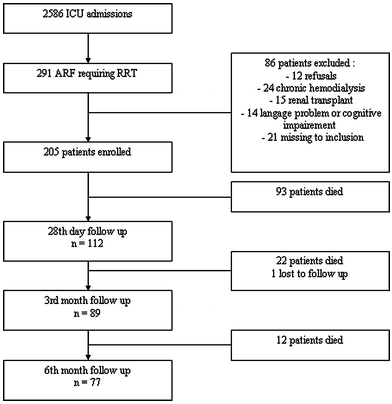 2586 ICU admissions
291 ARF requiring RRT
86 patients excluded :
- 12 refusals
- 24 chronic hemodialysis
- 15 renal transplant
- 14 langage problem or cognitive
impairement
- 21 missing to inclusion
205 patients enrolled
93 patients died
28th day follow up
n = 112
22 patients died
1 lost to follow up
3rd month follow up
n = 89
12 patients died
6th month follow up
n = 77